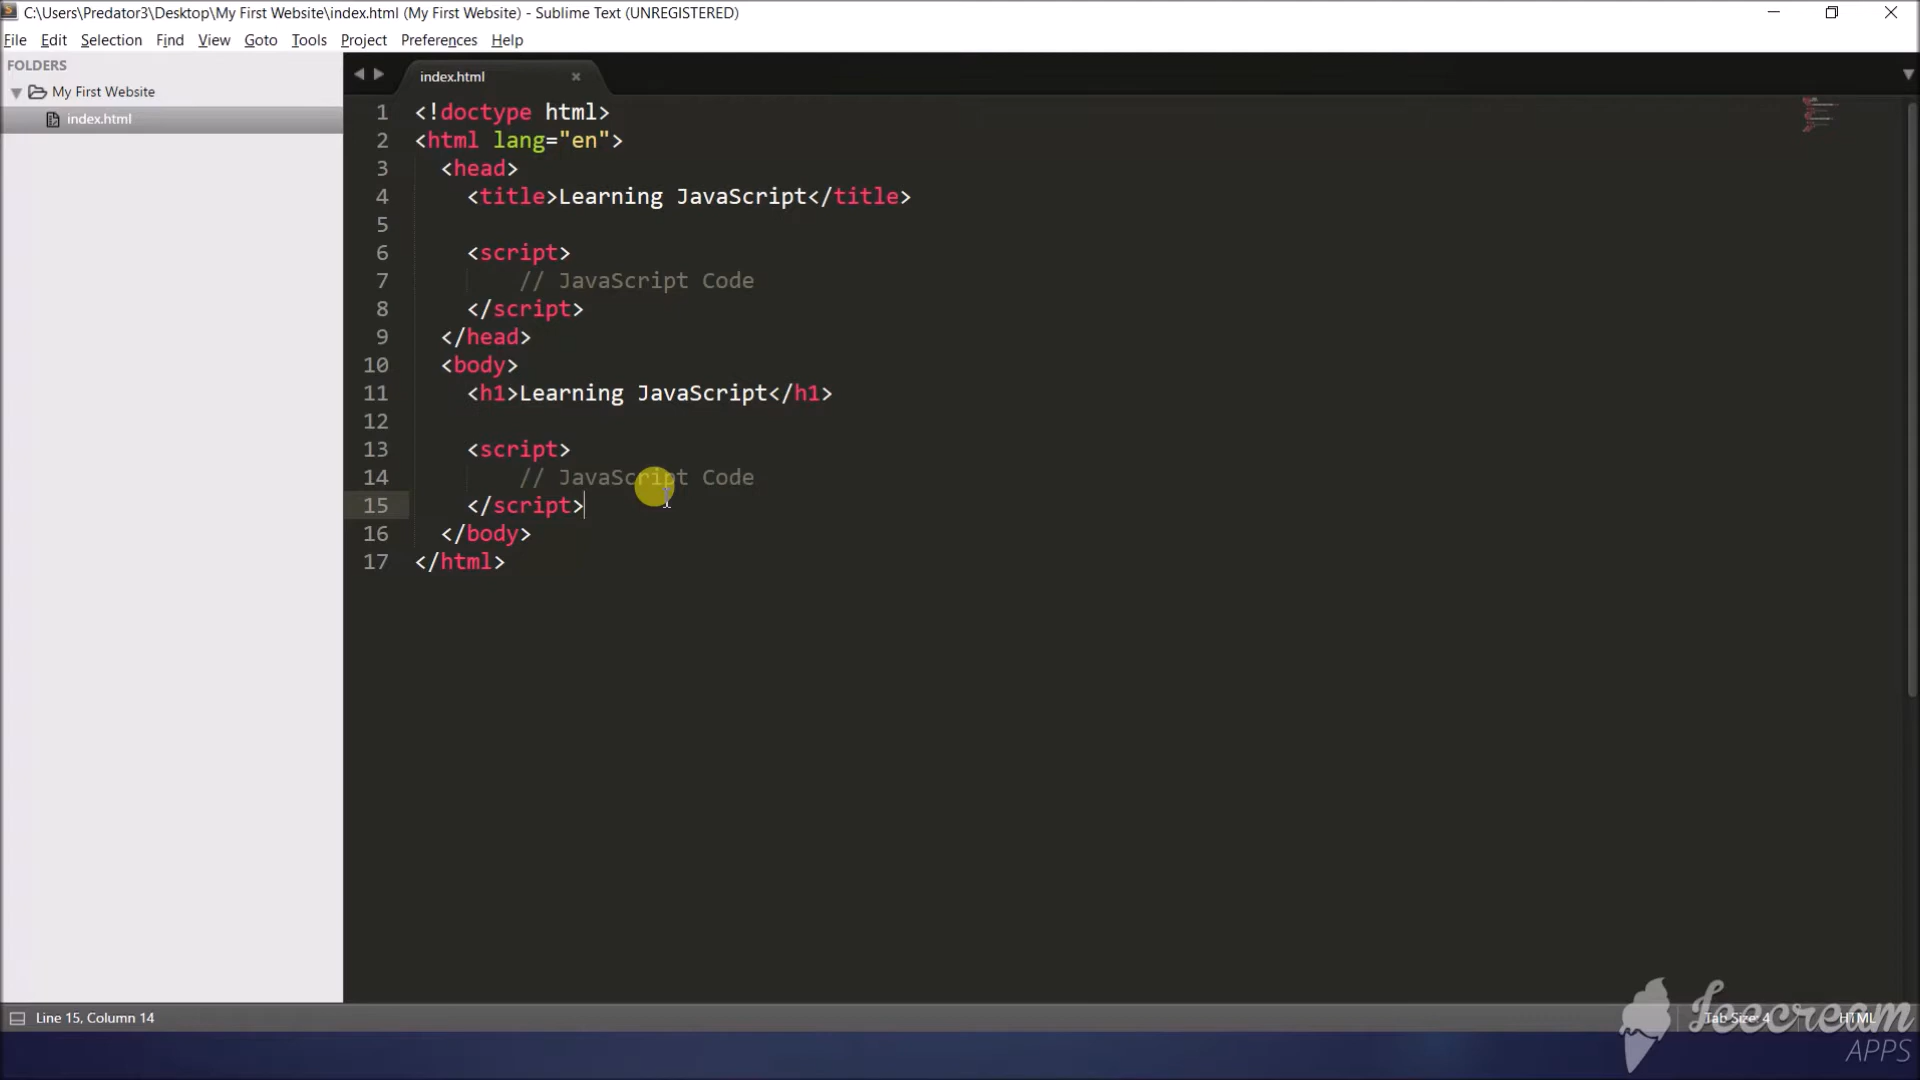 C:\Users\Predator3\Desktop\My First Website\index.html (My First Website) - Sublime Text (UNREGISTERED)
File Edit Selection Find View Goto Tools Project Preferences Help
FOLDERS
My First Website
index.html
index.html
1 <!doctype html>
2 <html lang="en">
3 <head>
4 <title>Learning JavaScript</title>
5
6 <script>
7 // JavaScript Code
8 </script>
9 </head>
10 <body>
11 <h1>Learning JavaScript</h1>
12
13 <script>
14 // JavaScript Code
15 </script>
16 </body>
17 </html>
Line 15, Column 14
Tab Size: 4
HTML
Icecream
APPS